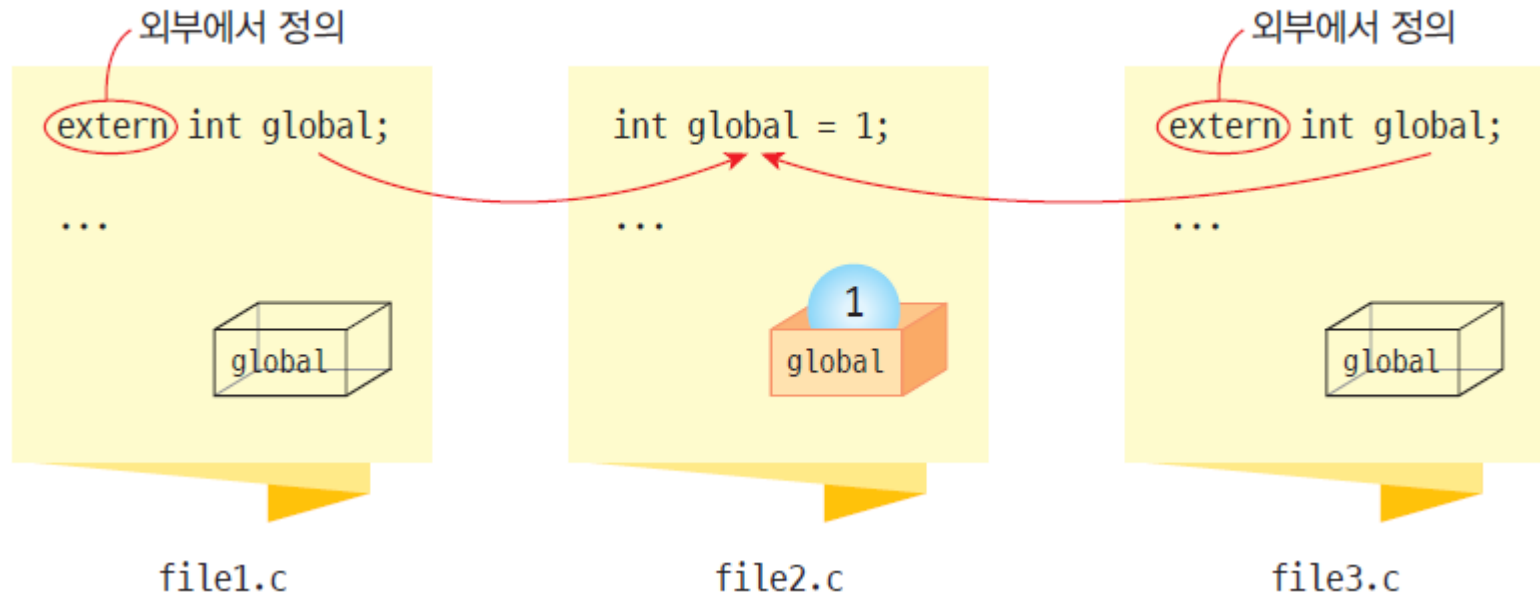 외부에서 정의
외부에서 정의
extern int global;
int global = 1;
extern int global;
...
...
...
1
global
global
global
file1.c
file2.c
file3.c